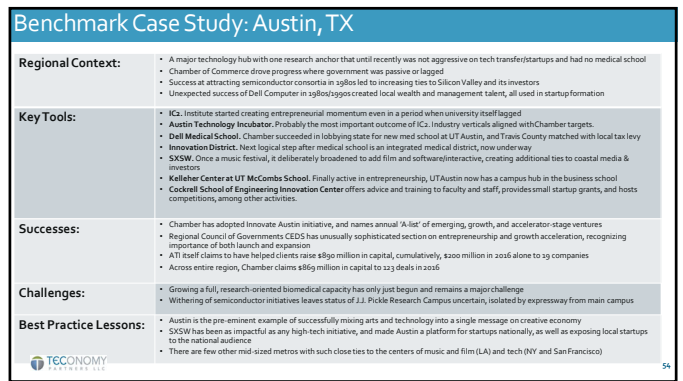 Benchmark Case Study: Austin, TX
Regional Context:
• A major technology hub with one research anchor that until recently was not aggressive on tech transfer/startups and had no medical school
• Chamber of Commerce drove progress where government was passive or lagged
• Success at attracting semiconductor consortia in 1980s led to increasing ties to Silicon Valley and its investors
• Unexpected success of Dell Computer in 1980s/1990s created local wealth and management talent, all used in startup formation
Key Tools:
• IC2. Institute started creating entrepreneurial momentum even in a period when university itself lagged
• Austin Technology Incubator. Probably the most important outcome of IC2. Industry verticals aligned with Chamber targets.
• Dell Medical School. Chamber succeeded in lobbying state for new med school at UT Austin, and Travis County matched with local tax levy
• Innovation District. Next logical step after medical school is an integrated medical district, now underway
• SXSW. Once a music festival, it deliberately broadened to add film and software/interactive, creating additional ties to coastal media &
investors
• Kelleher Center at UT McCombs School. Finally active in entrepreneurship, UT Austin now has a campus hub in the business school
• Cockrell School of Engineering Innovation Center offers advice and training to faculty and staff, provides small startup grants, and hosts
competitions, among other activities.
Successes:
• Chamber has adopted Innovate Austin initiative, and names annual 'A-list' of emerging, growth, and accelerator-stage ventures
• Regional Council of Governments CEDS has unusually sophisticated section on entrepreneurship and growth acceleration, recognizing
importance of both launch and expansion
• ATI itself claims to have helped clients raise $890 million in capital, cumulatively, $200 million in 2016 alone to 19 companies
• Across entire region, Chamber claims $869 million in capital to 123 deals in 2016
Challenges:
• Growing a full, research-oriented biomedical capacity has only just begun and remains a major challenge
• Withering of semiconductor initiatives leaves status of J.J. Pickle Research Campus uncertain, isolated by expressway from main campus
Best Practice Lessons:
• Austin is the pre-eminent example of successfully mixing arts and technology into a single message on creative economy
• SXSW has been as impactful as any high-tech initiative, and made Austin a platform for startups nationally, as well as exposing local startups
to the national audience
• There are few other mid-sized metros with such close ties to the centers of music and film (LA) and tech (NY and San Francisco)
TECONOMY
PARTNERS LLC
54